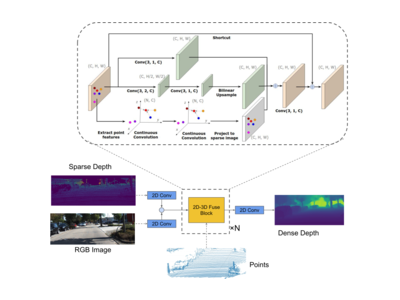 [C, H, W]
Shortcut
[C, H, W]
[C, H, W]
[C, H, W]
[C, H, W]
Conv(3, 1, C)
Conv(3, 1, C)
[C, H/2, W/2]
Conv(3, 2, C)
Conv(3, 1, C)
Bilinear
Upsample
[N, C]
[N, C]
[C, H, W]
Extract point
features
Continuous
Convolution
Continuous
Convolution
Project to
sparse image
Sparse Depth
2D Conv
2D-3D Fuse
Block
2D Conv
2D Conv
×N
RGB Image
Points
Dense Depth